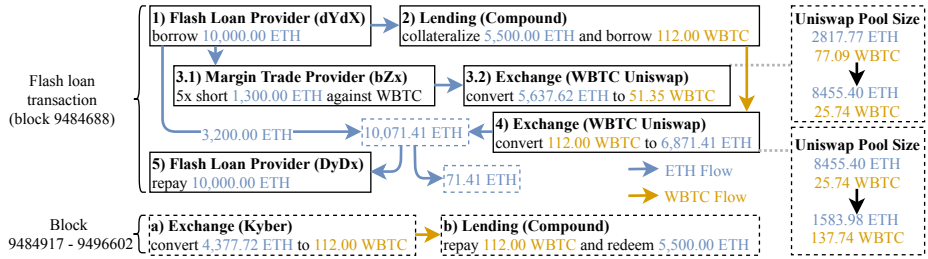 1) Flash Loan Provider (dYdX)
borrow 10,000.00 ETH
2) Lending (Compound)
collateralize 5,500.00 ETH and borrow 112.00 WBTC
3.1) Margin Trade Provider (bZx)
5x short 1,300.00 ETH against WBTC
3.2) Exchange (WBTC Uniswap)
convert 5,637.62 ETH to 51.35 WBTC
Flash loan
transaction
(block 9484688)
3,200.00 ETH
10,071.41 ETH
4) Exchange (WBTC Uniswap)
convert 112.00 WBTC to 6,871.41 ETH
5) Flash Loan Provider (DyDx)
repay 10,000.00 ETH
71.41 ETH
ETH Flow
WBTC Flow
Uniswap Pool Size
2817.77 ETH
77.09 WBTC
8455.40 ETH
25.74 WBTC
Uniswap Pool Size
8455.40 ETH
25.74 WBTC
1583.98 ETH
137.74 WBTC
Block
9484917 - 9496602
a) Exchange (Kyber)
convert 4,377.72 ETH to 112.00 WBTC
b) Lending (Compound)
repay 112.00 WBTC and redeem 5,500.00 ETH